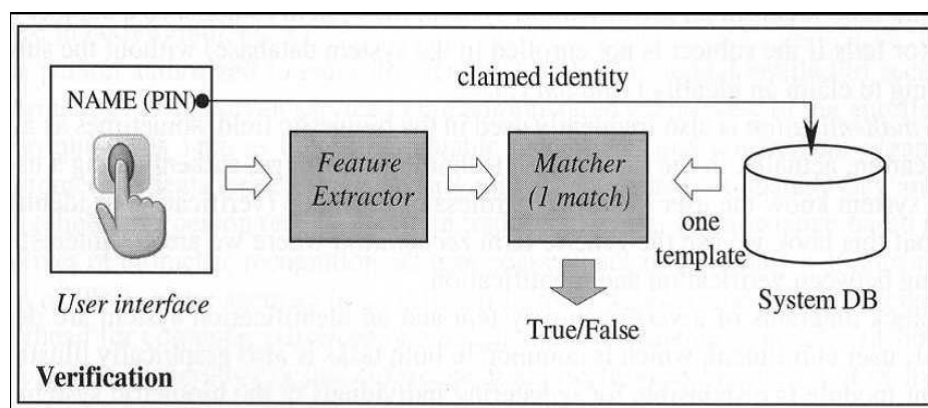 claimed identity
NAME (PIN)
Feature
Extractor
Matcher
(1 match)
one
template
User interface
System DB
True/False
Verification